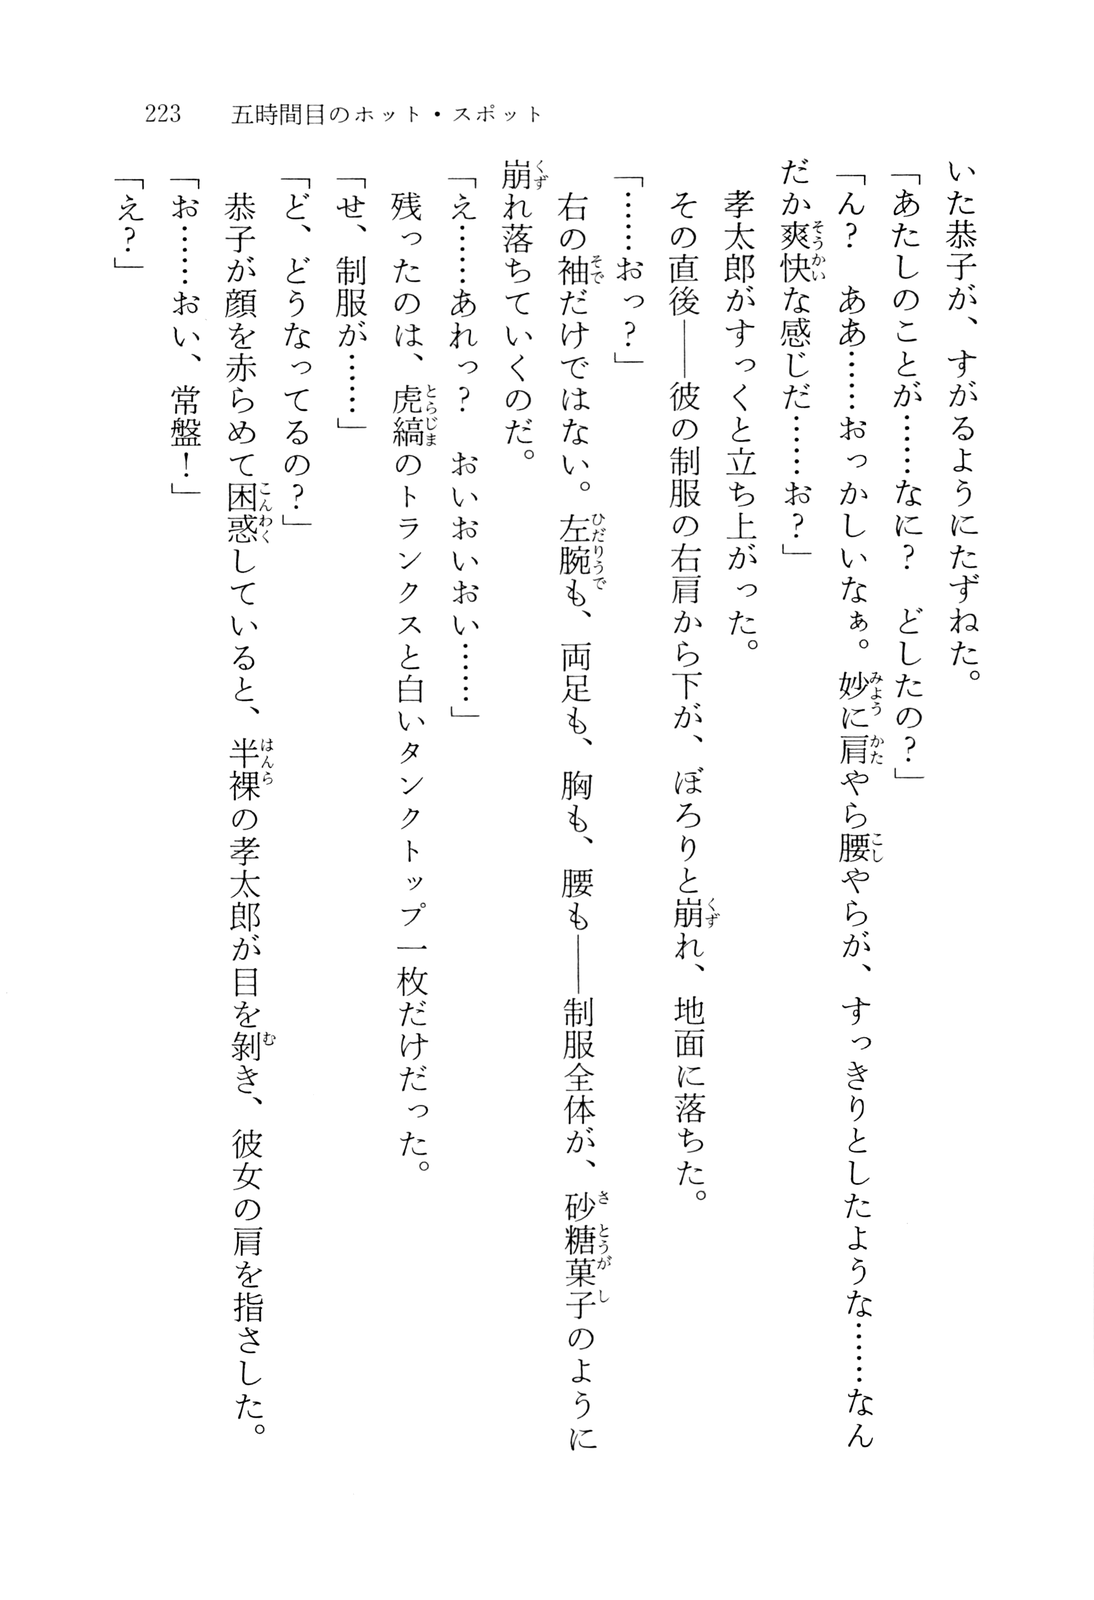 223　五時間目のホット・スポット
いた恭子が、すがるようにたずねた。
「あたしのことが……なに？　どしたの？」
「ん？　ああ……おっかしいなぁ。妙に肩やら腰やらが、すっきりとしたような……なん
だか爽快な感じだ……お？」
　孝太郎がすっくと立ち上がった。
　その直後――彼の制服の右肩から下が、ぼろりと崩れ、地面に落ちた。
「……おっ？」
　右の袖だけではない。左腕も、両足も、胸も、腰も――制服全体が、砂糖菓子のように
崩れ落ちていくのだ。
「え……あれっ？　おいおいおい……」
　残ったのは、虎縞のトランクスと白いタンクトップ一枚だけだった。
「せ、制服が……」
「ど、どうなってるの？」
　恭子が顔を赤らめて困惑していると、半裸の孝太郎が目を剝き、彼女の肩を指さした。
「お……おい、常盤！」
「え？」